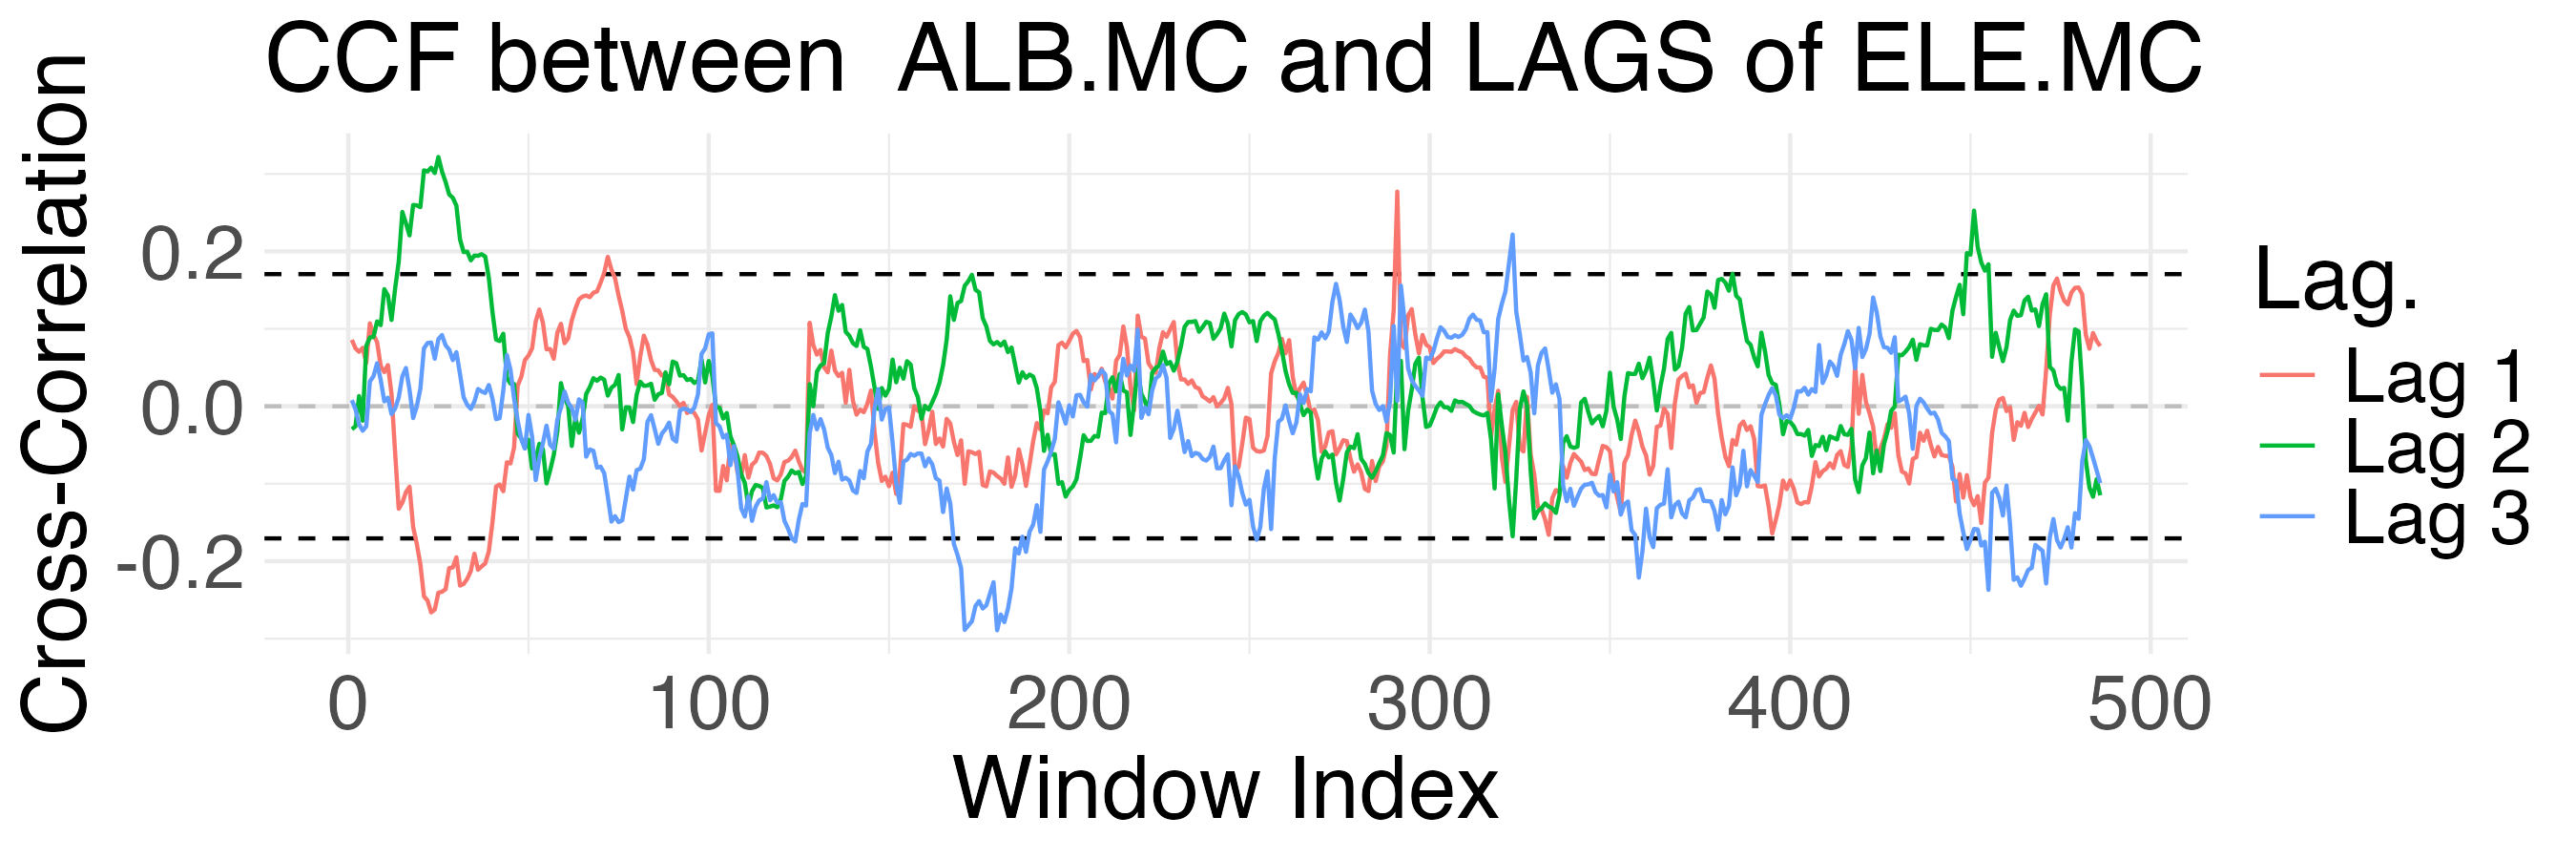 CCF between  ALB.MC and LAGS of ELE.MC
Cross-Correlation
0.2
0.0
-0.2
0 100 200 300 400 500
Window Index
Lag.
Lag 1
Lag 2
Lag 3